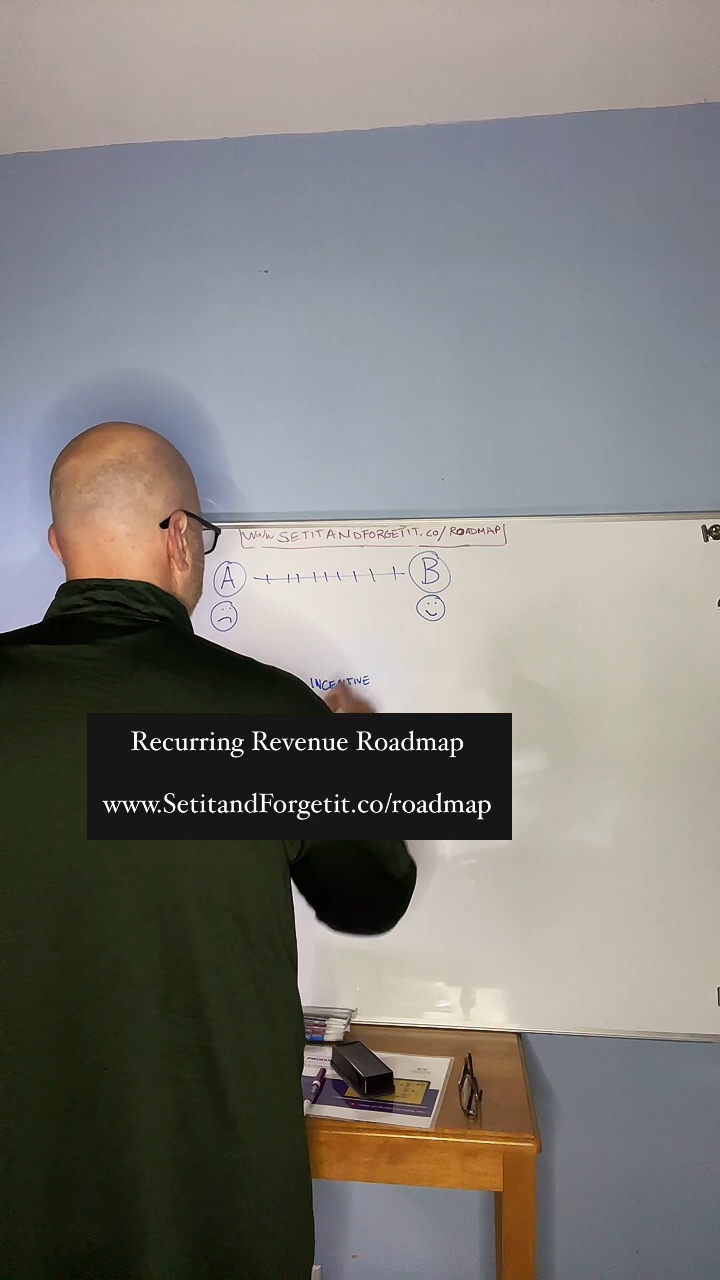 www.SETITANDFORGETIT.CO/ROADMAP
A B
INCENTIVE
Recurring Revenue Roadmap
www.SetitandForgetit.co/roadmap